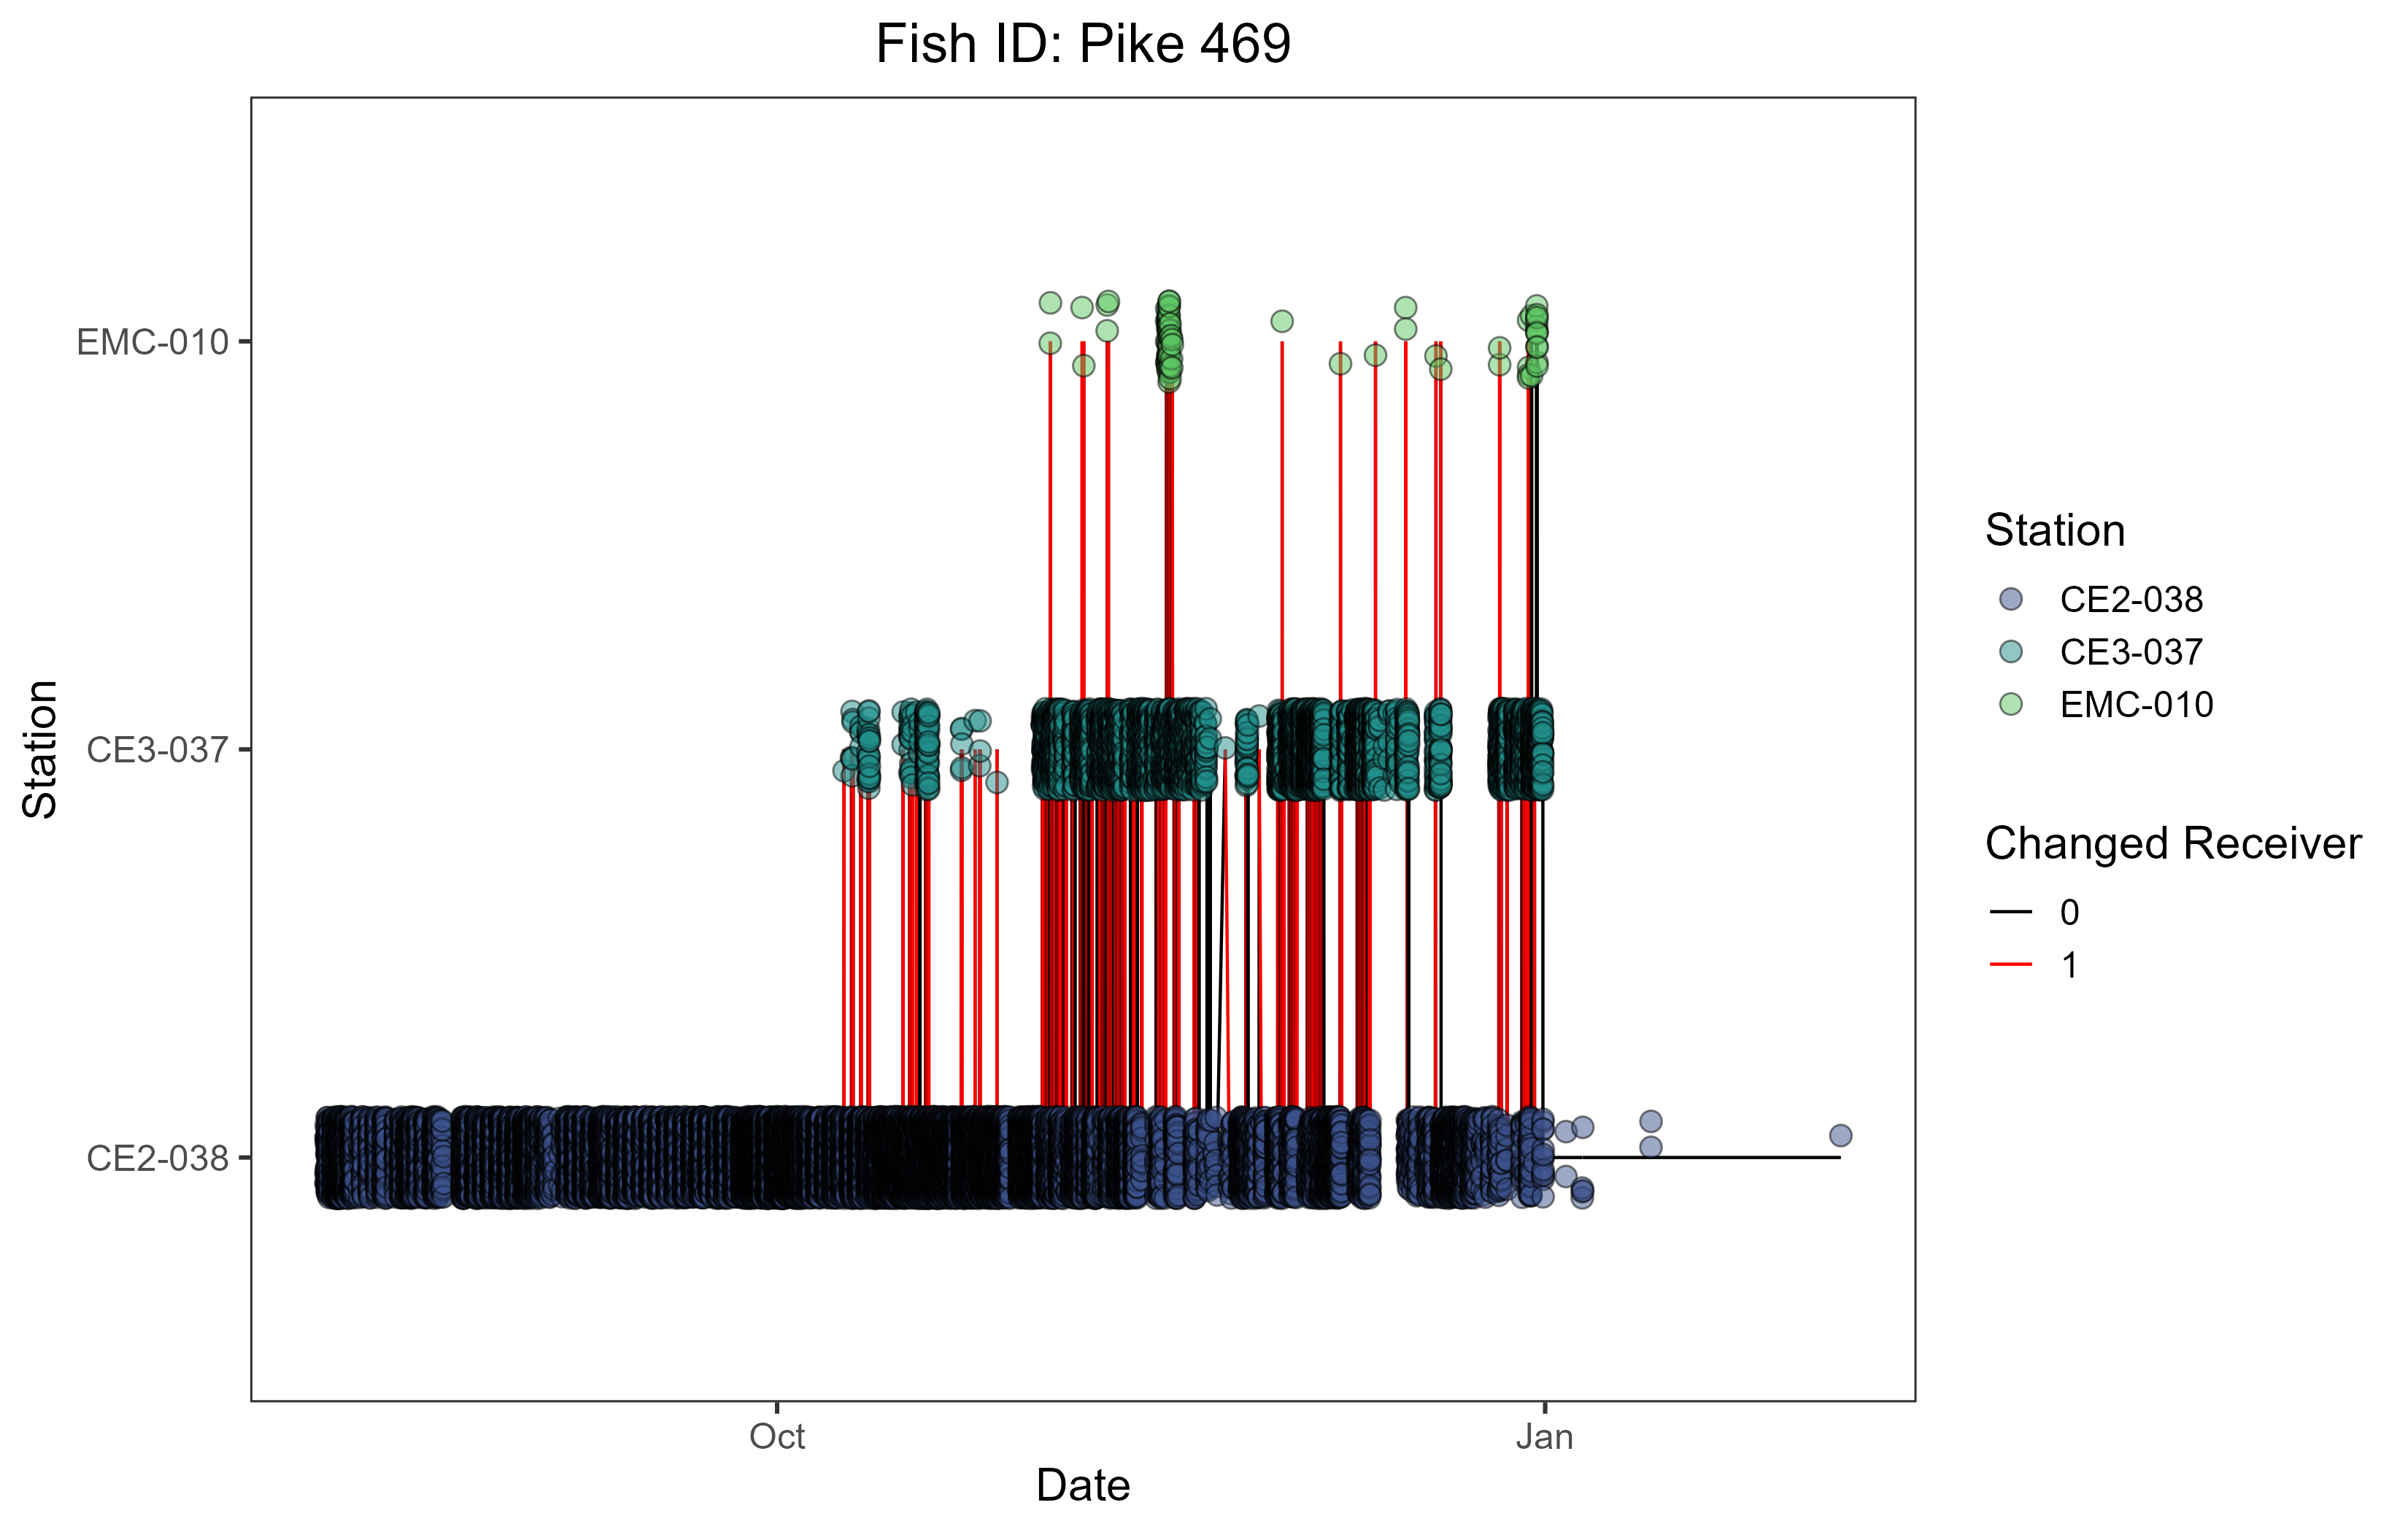 Fish ID: Pike 469
Station
EMC-010
CE3-037
CE2-038
Oct
Jan
Date
Station
CE2-038
CE3-037
EMC-010
Changed Receiver
0
1